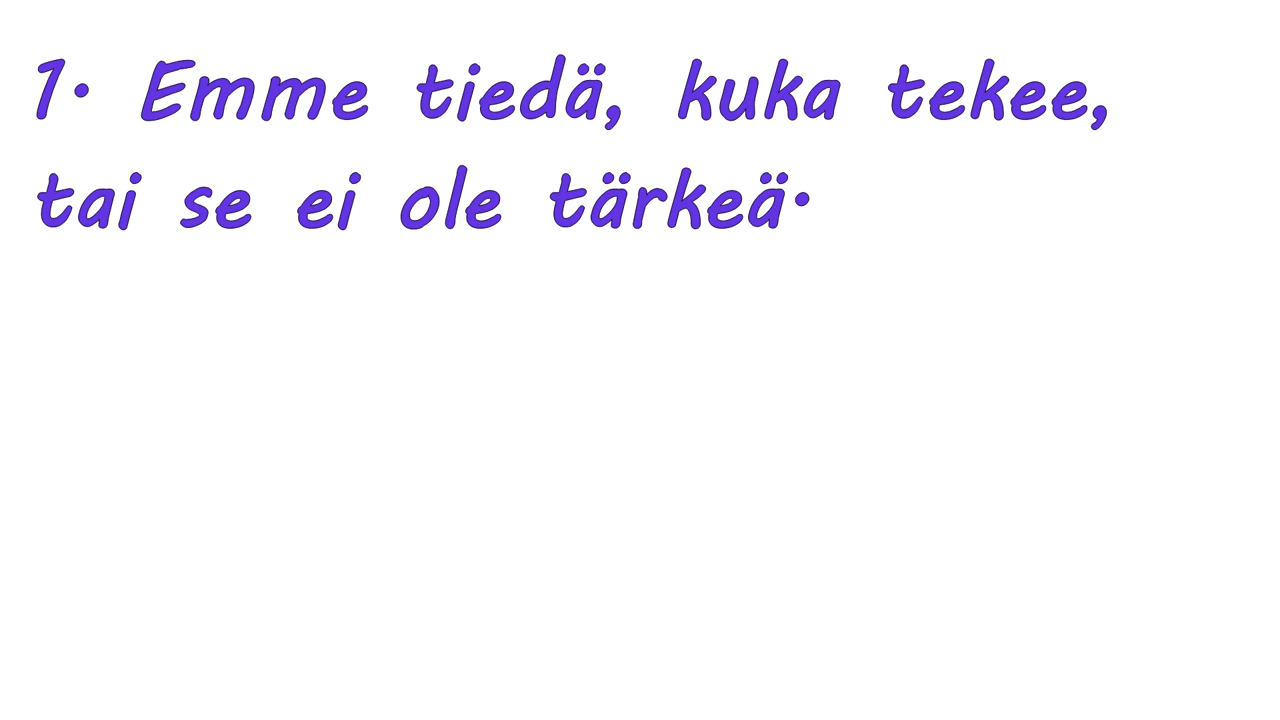 1. Emme tiedä, kuka tekee,
tai se ei ole tärkeä.